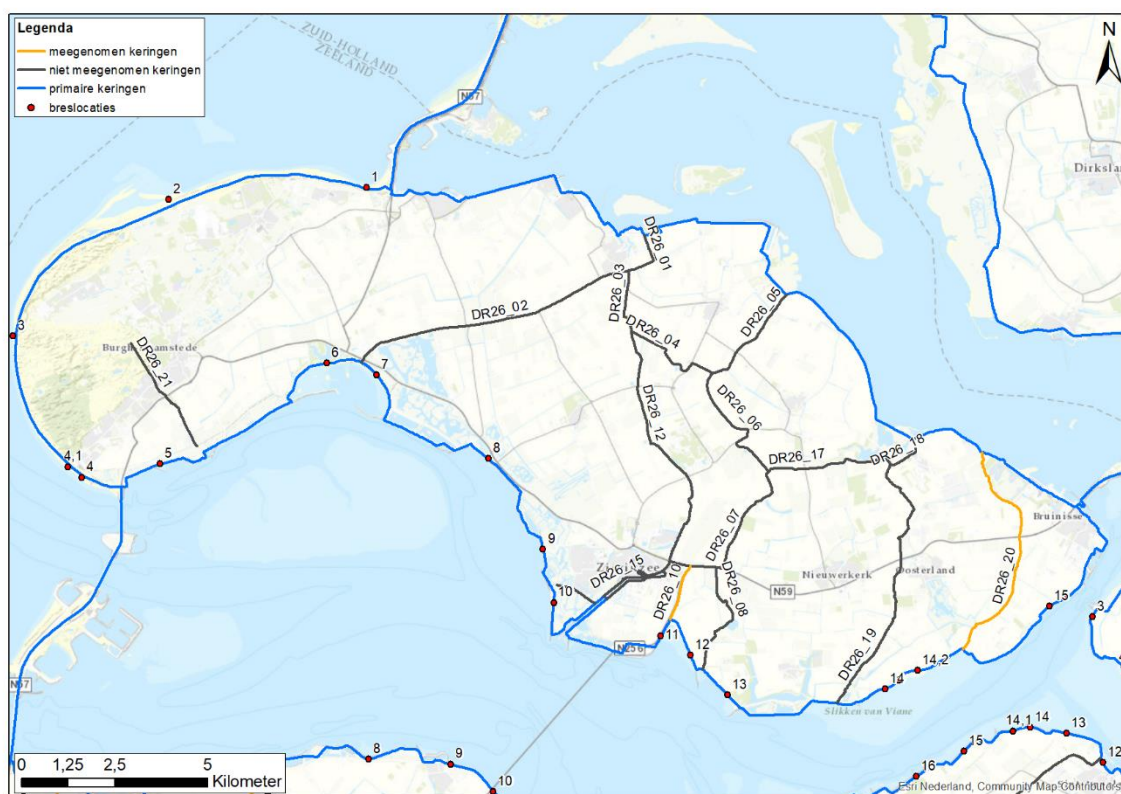 Legenda
meegenomen keringen
niet meegenomen keringen
primaire keringen
breslocaties
ZUID-HOLLAND
ZEELAND
N57
N
Dirksland
1
2
3
DR26_01
DR26_02
DR26_03
DR26_04
DR26_05
DR26_06
DR26_12
DR26_21
6
7
8
4,1
4
5
DR26_17
DR26_18
Bruinisse
9
DR26_07
DR26_15
DR26_10
DR26_08
Nieuwerkerk
Oosterland
DR26_20
N59
10
11
12
N256
DR26_19
15
3
14,2
14
13
N57
Slikken van Viane
14,1
14
13
15
12
16
8
9
10
0 1,25 2,5 5
Kilometer
Esri Nederland, Community Map Contributors